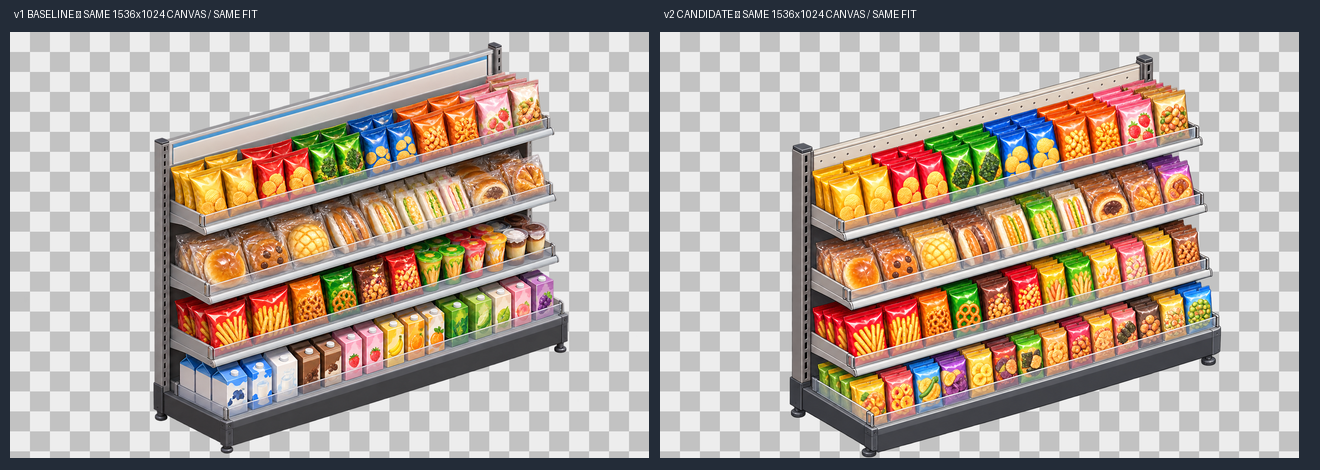 v1 BASELINE ▯ SAME 1536x1024 CANVAS / SAME FIT
v2 CANDIDATE ▯ SAME 1536x1024 CANVAS / SAME FIT